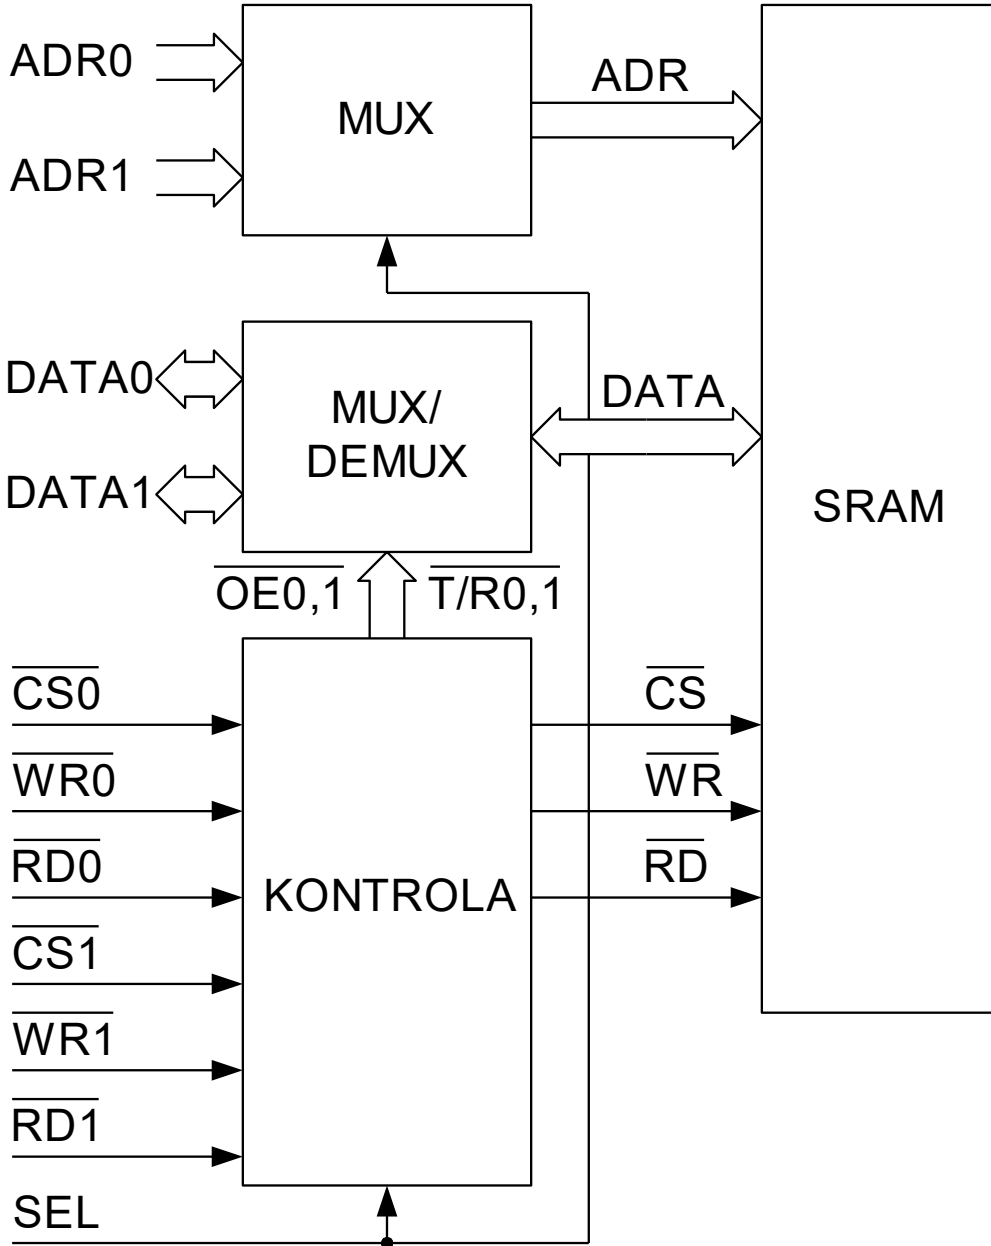 ADR0
ADR1
MUX
ADR
DATA0
DATA1
MUX/
DEMUX
DATA
SRAM
OE0,1
T/R0,1
CS0
WR0
RD0
CS1
WR1
RD1
SEL
KONTROLA
CS
WR
RD